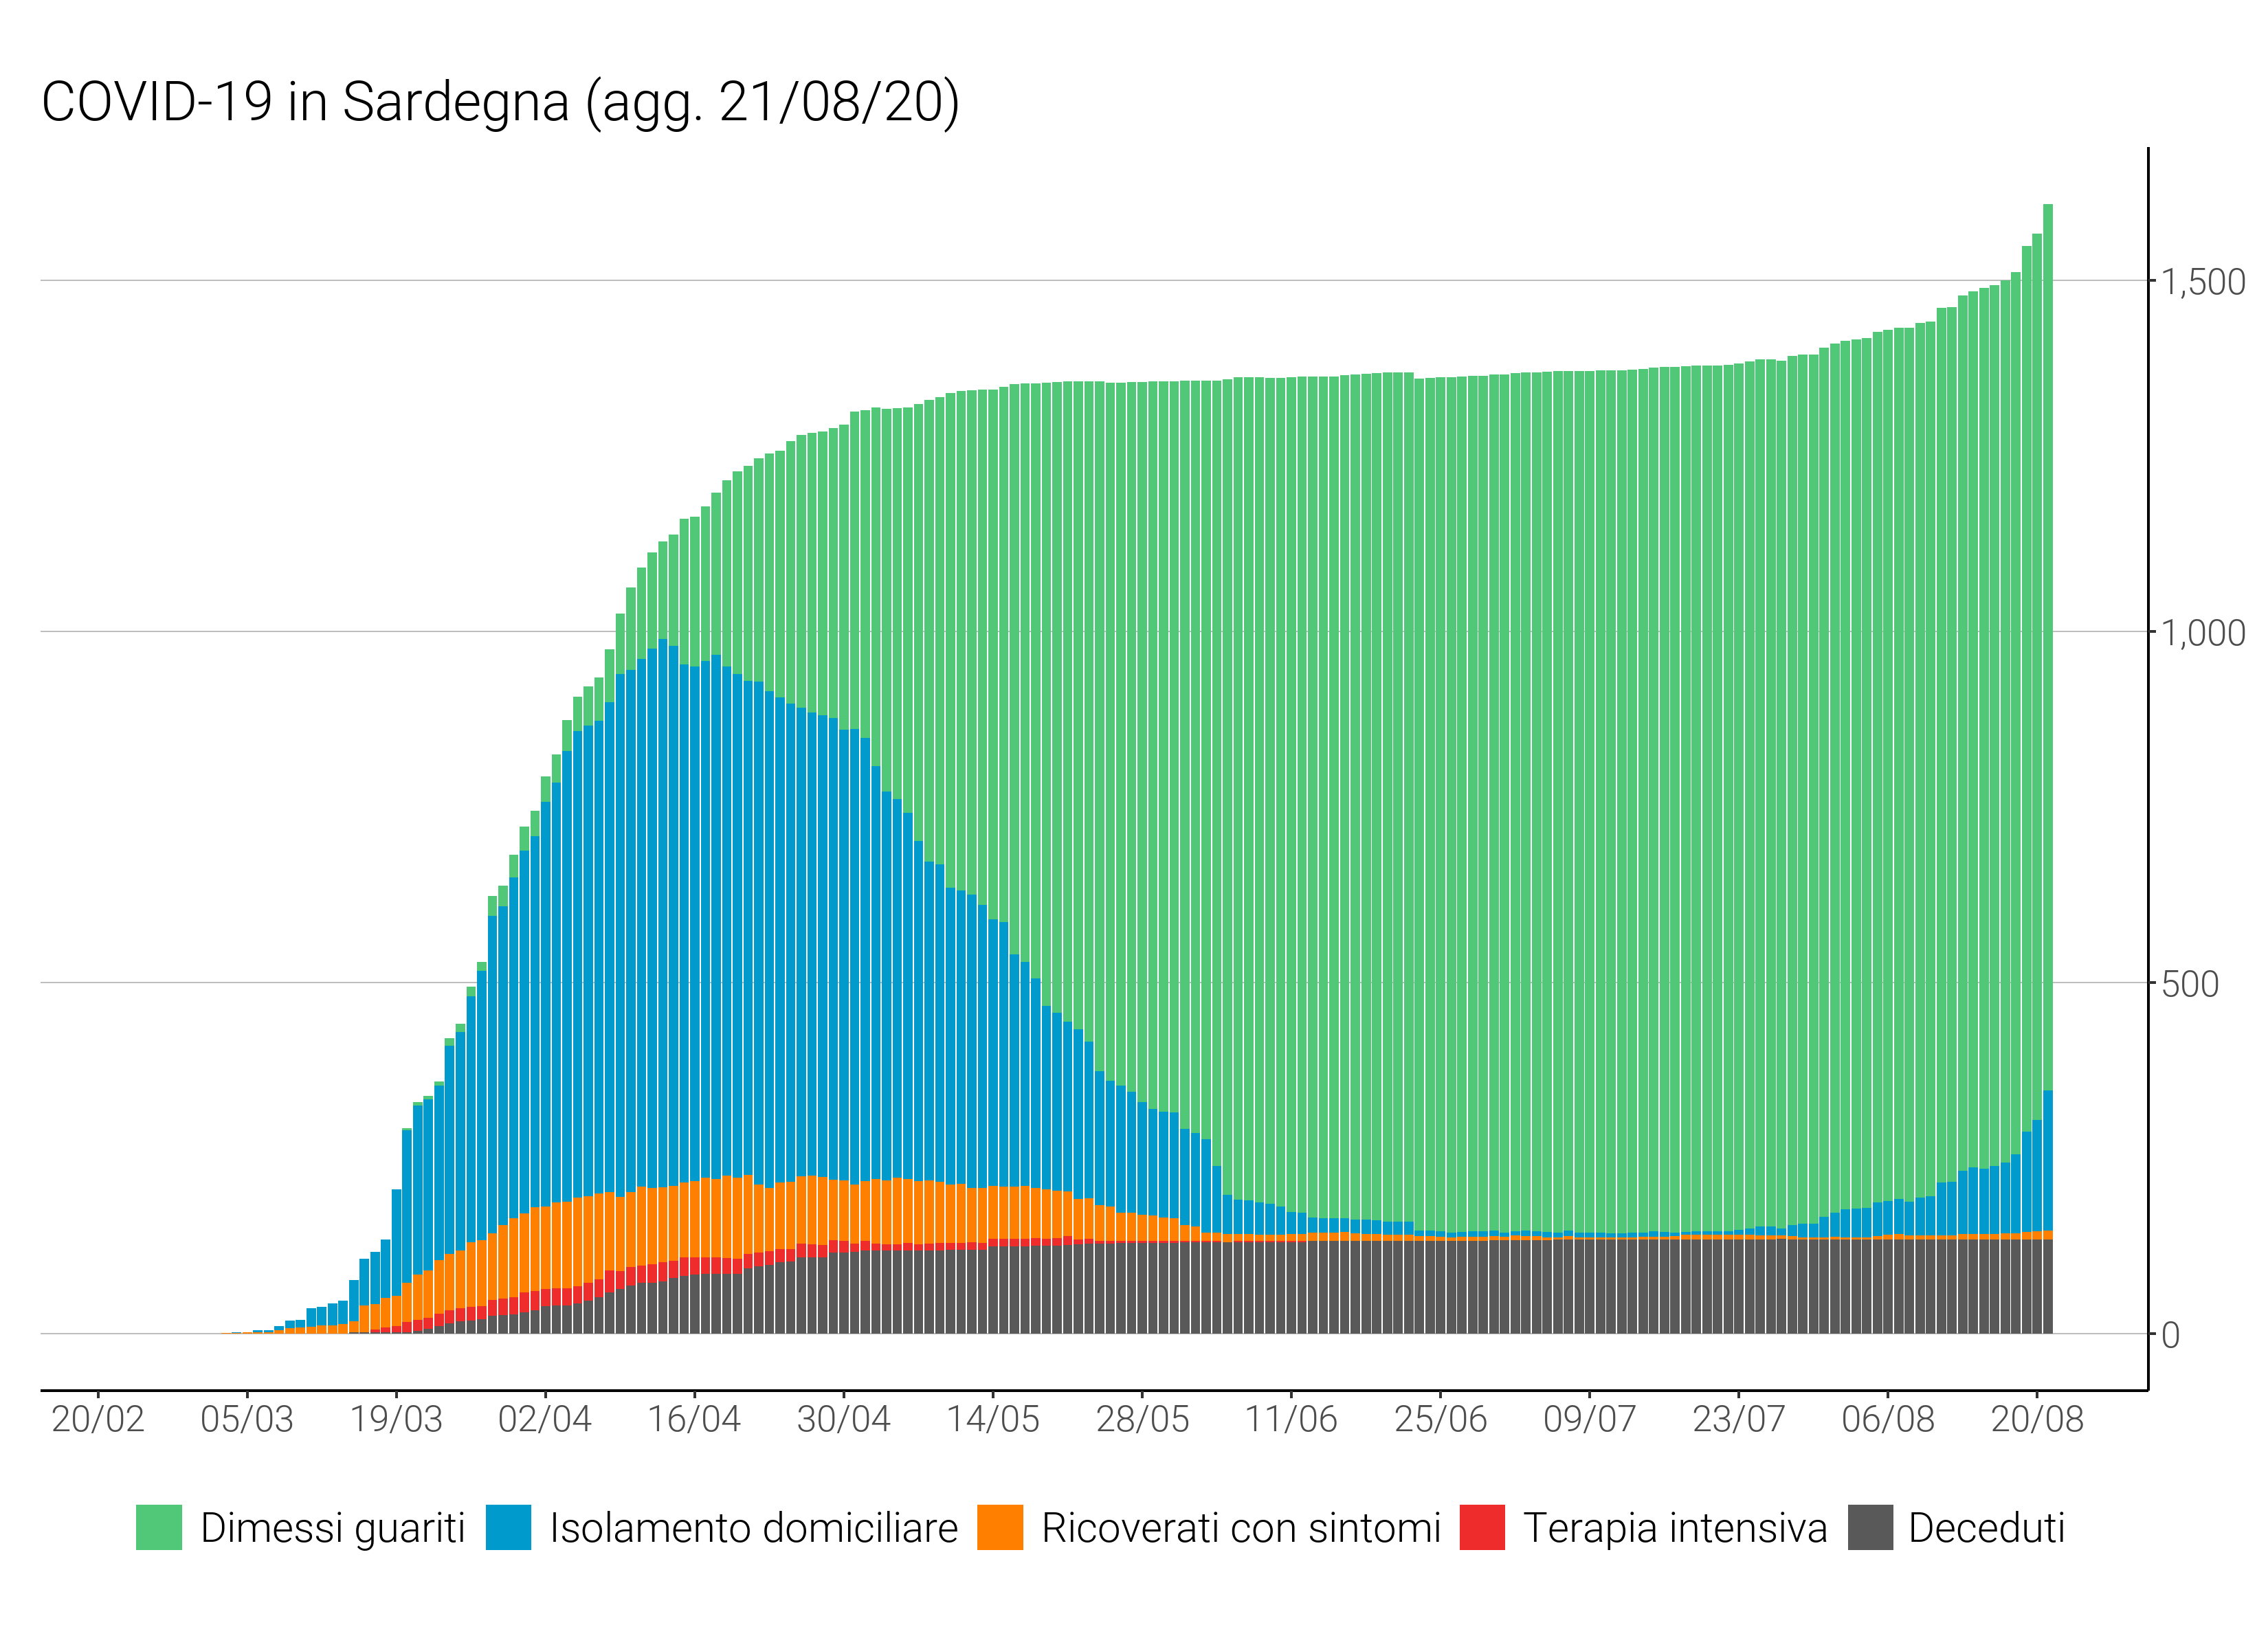 COVID-19 in Sardegna (agg. 21/08/20)
1,500
1,000
500
0
20/02 05/03 19/03 02/04 16/04 30/04 14/05 28/05 11/06 25/06 09/07 23/07 06/08 20/08
Dimessi guariti Isolamento domiciliare Ricoverati con sintomi Terapia intensiva Deceduti